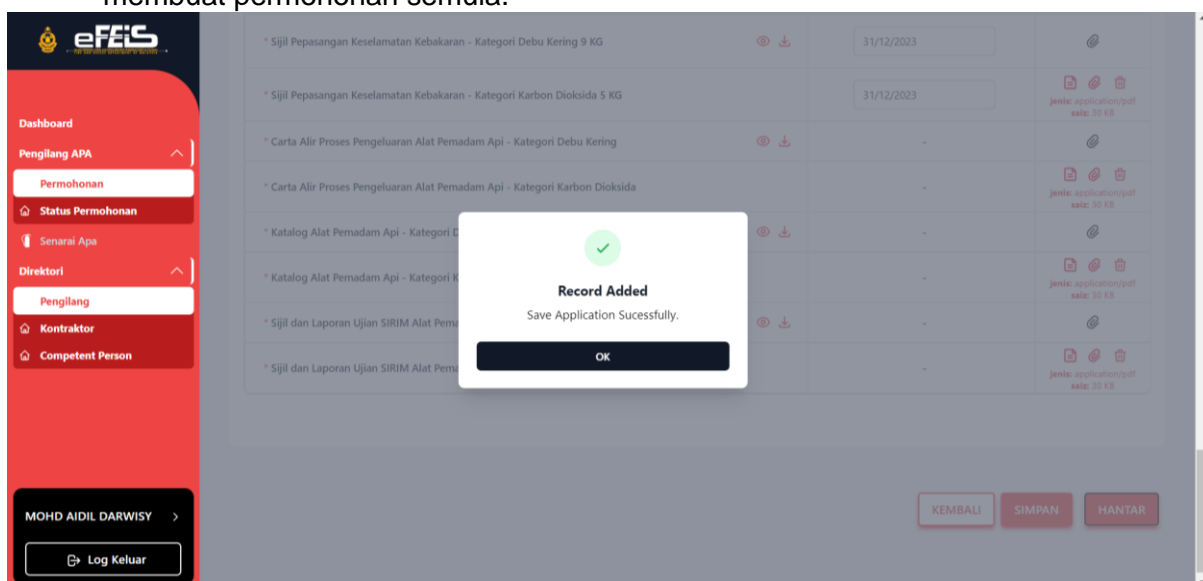 membuat permohonan semula.
eFEiS
Dashboard
Pengilang APA
Permohonan
Status Permohonan
Senarai Apa
Direktori
Pengilang
Kontraktor
Competent Person
MOHD AIDIL DARWISY >
Log Keluar
* Sijil Pepasangan Keselamatan Kebakaran - Kategori Debu Kering 9 KG 31/12/2023
* Sijil Pepasangan Keselamatan Kebakaran - Kategori Karbon Dioksida 5 KG 31/12/2023
jenis: application/pdf
saiz: 30 KB
* Carta Alir Proses Pengeluaran Alat Pemadam Api - Kategori Debu Kering -
* Carta Alir Proses Pengeluaran Alat Pemadam Api - Kategori Karbon Dioksida -
jenis: application/pdf
saiz: 30 KB
* Katalog Alat Pemadam Api - Kategori D -
* Katalog Alat Pemadam Api - Kategori K -
jenis: application/pdf
saiz: 30 KB
* Sijil dan Laporan Ujian SIRIM Alat Pema -
* Sijil dan Laporan Ujian SIRIM Alat Pema -
jenis: application/pdf
saiz: 30 KB
Record Added
Save Application Sucessfully.
OK
KEMBALI
SIMPAN
HANTAR